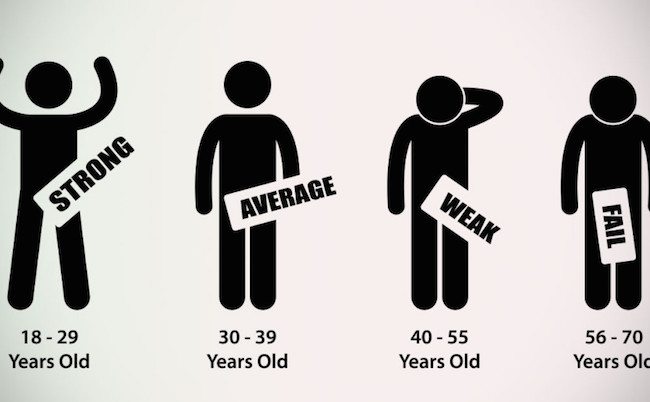 STRONG
AVERAGE
WEAK
FAIL
18 - 29
Years Old
30 - 39
Years Old
40 - 55
Years Old
56 - 70
Years Old